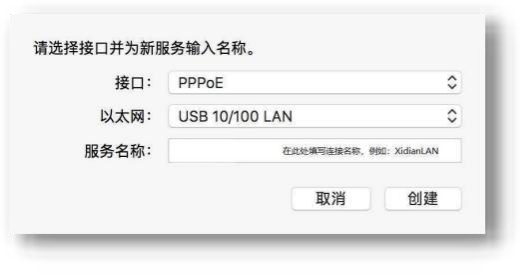 请选择接口并为新服务输入名称。
接口： PPPoE
以太网： USB 10/100 LAN
服务名称： 在此处填写连接名称、例如：XidianLAN
取消 创建